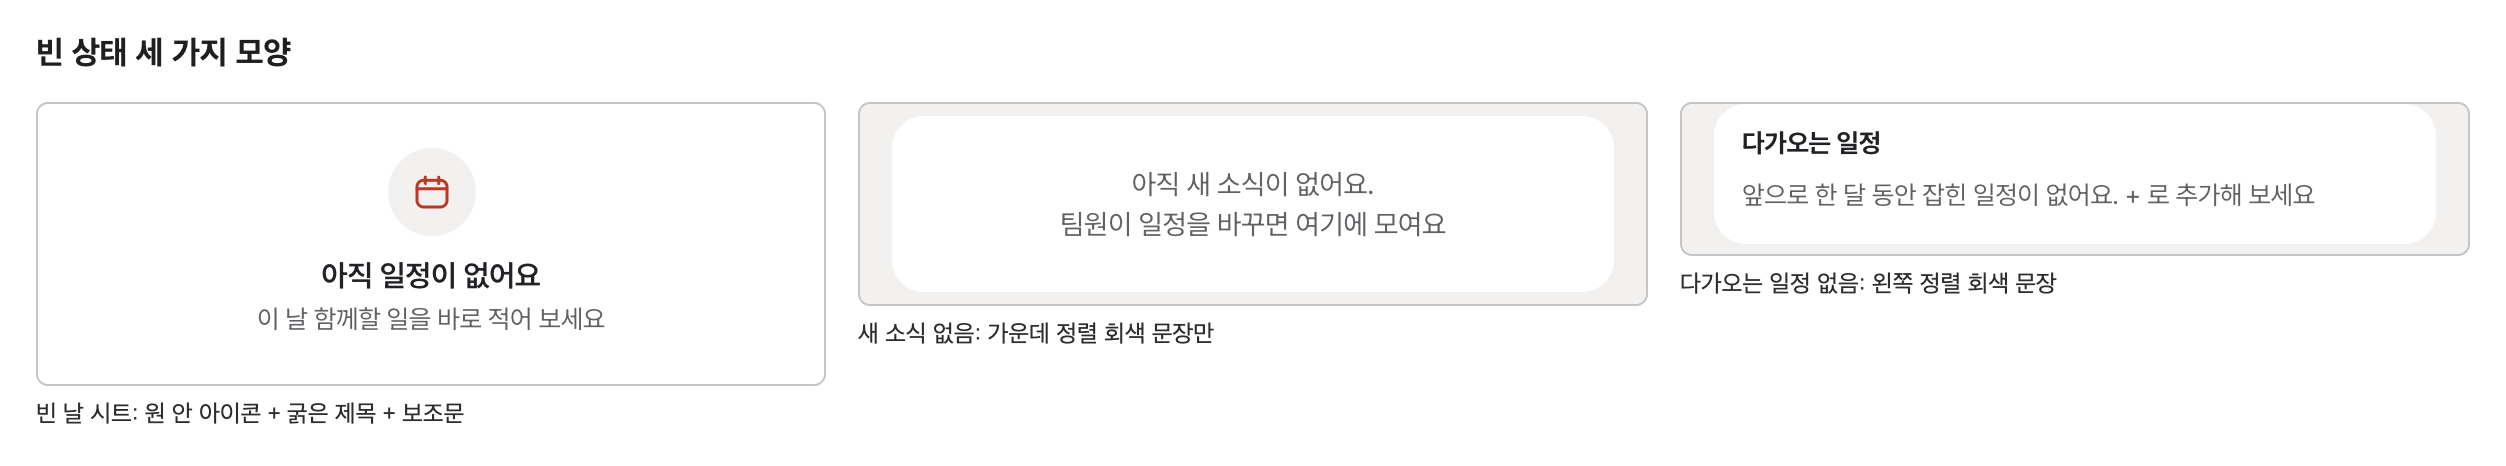 빈 상태 세 가지 모양
아직 일정이 없어요
이 날 함께할 일을 바로 적어 보세요
빈 날 시트: 원 안 아이콘 + 굵은 제목 + 보조문
아직 새 소식이 없어요.
둘이 일정을 바꾸면 여기에 모여요
새 소식 없음: 가운데 정렬 회색 문장만
다가오는 일정
앞으로 한 달 동안 정한 일정이 없어요. + 로 추가해 보세요
다가오는 일정 없음: 왼쪽정렬 회색 문장